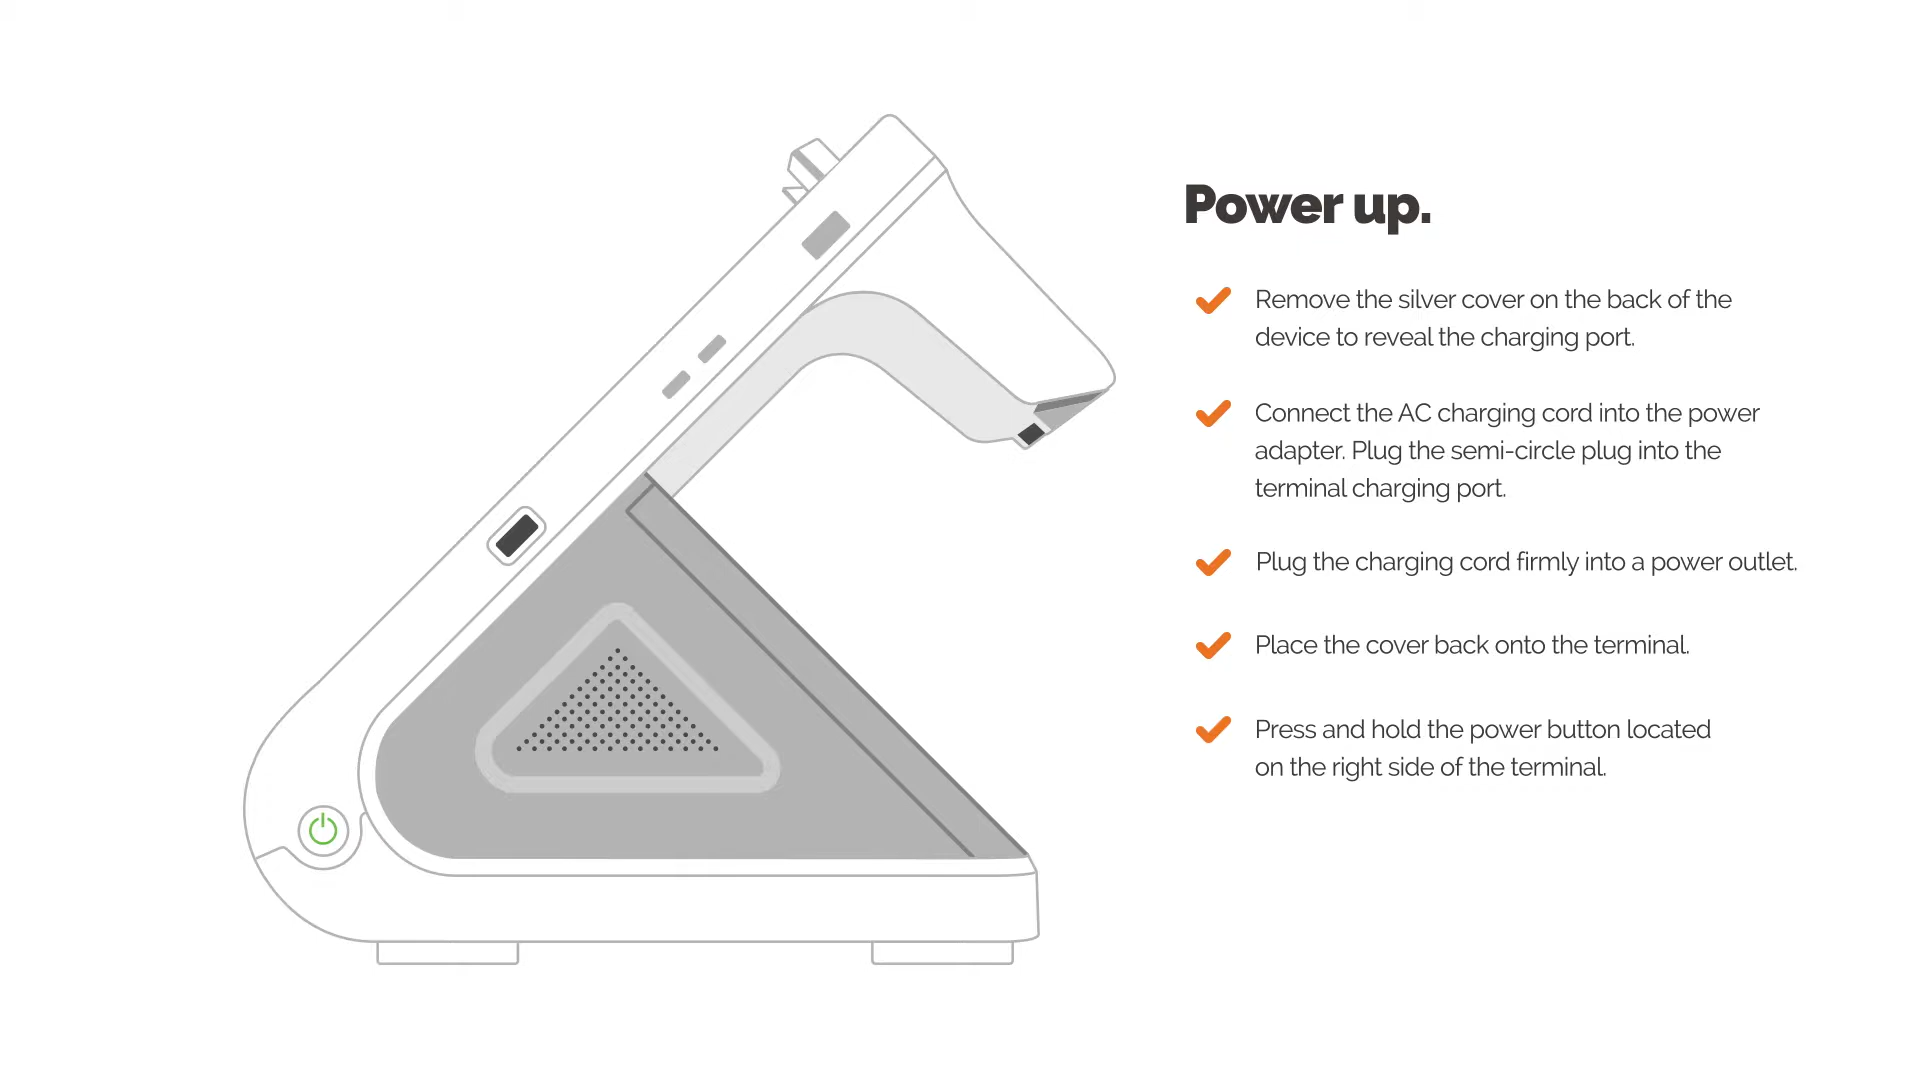 Power up.
Remove the silver cover on the back of the
device to reveal the charging port.
Connect the AC charging cord into the power
adapter. Plug the semi-circle plug into the
terminal charging port.
Plug the charging cord firmly into a power outlet.
Place the cover back onto the terminal.
Press and hold the power button located
on the right side of the terminal.